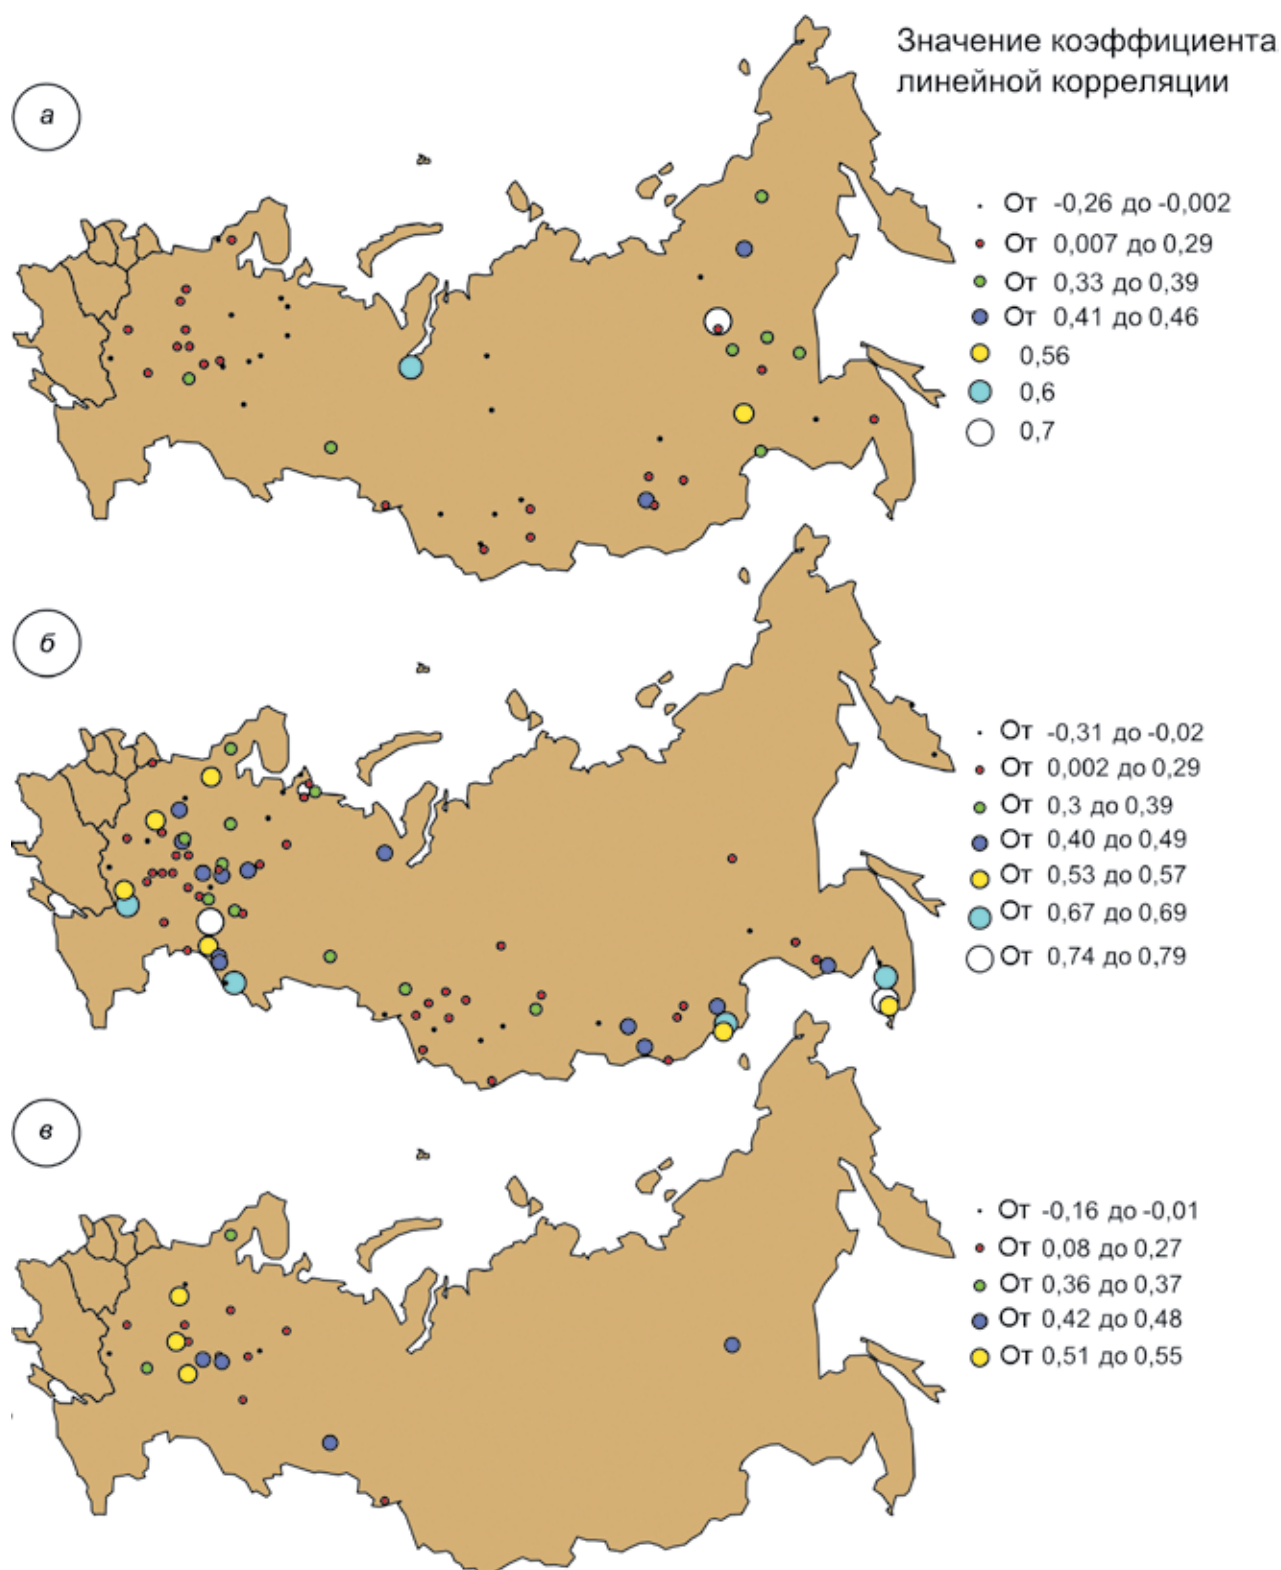 Значение коэффициента
линейной корреляции
а
От -0,26 до -0,002
От 0,007 до 0,29
От 0,33 до 0,39
От 0,41 до 0,46
0,56
0,6
0,7
б
От -0,31 до -0,02
От 0,002 до 0,29
От 0,3 до 0,39
От 0,40 до 0,49
От 0,53 до 0,57
От 0,67 до 0,69
От 0,74 до 0,79
в
От -0,16 до -0,01
От 0,08 до 0,27
От 0,36 до 0,37
От 0,42 до 0,48
От 0,51 до 0,55